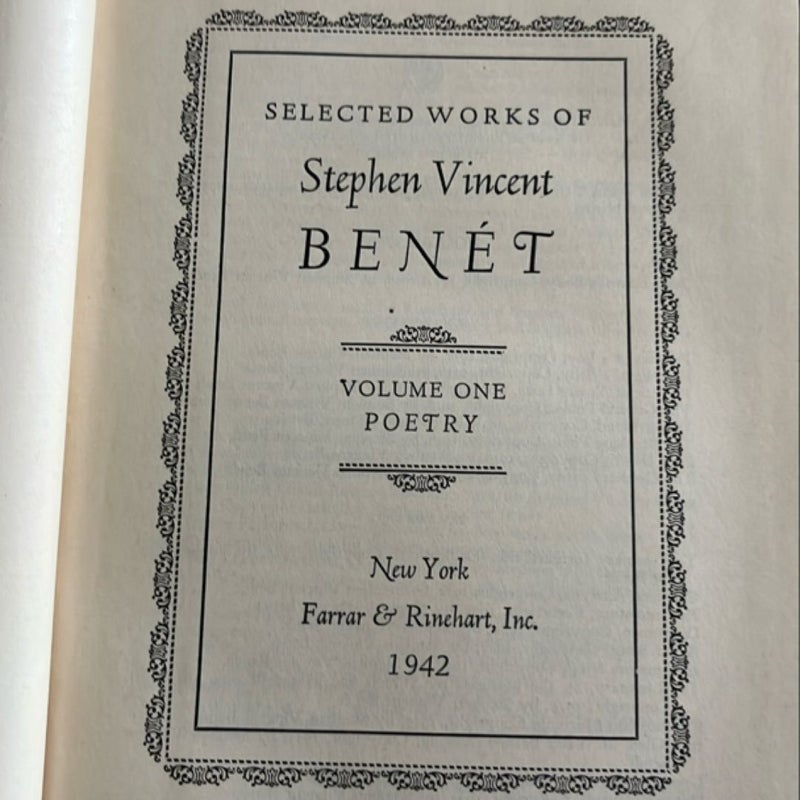 SELECTED WORKS OF
Stephen Vincent
BENÉT
VOLUME ONE
POETRY
New York
Farrar & Rinehart, Inc.
1942